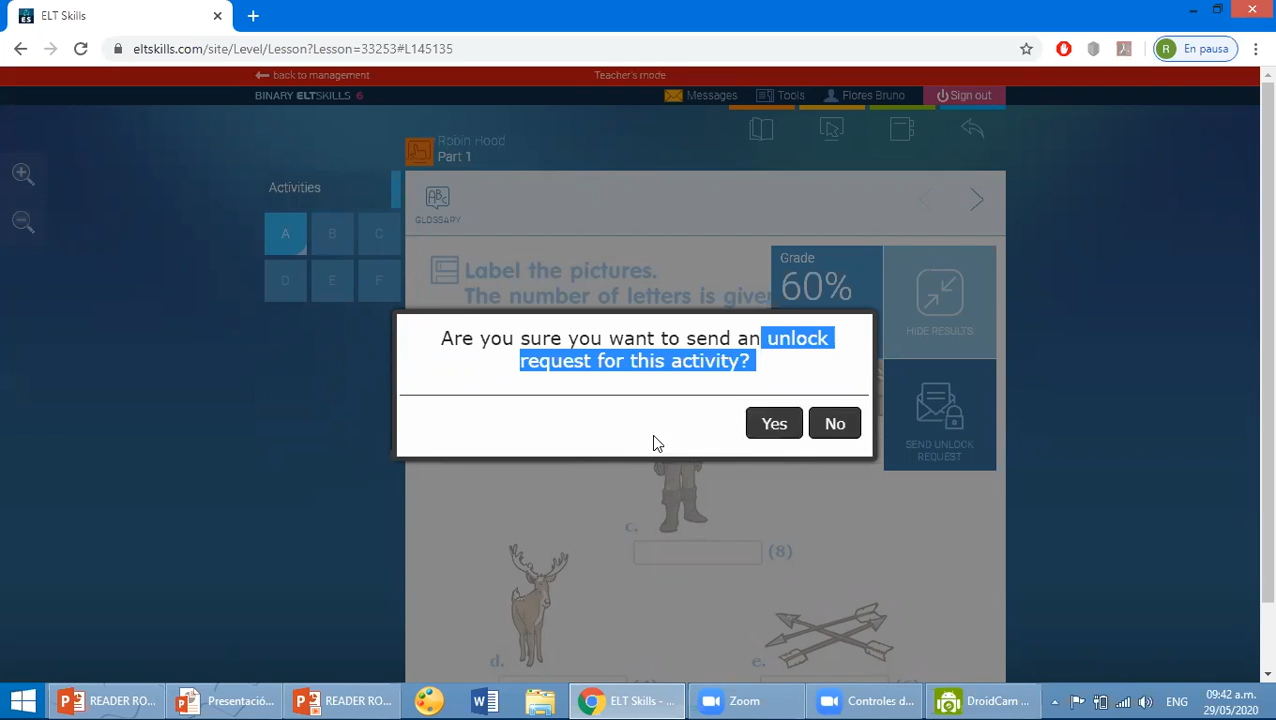 ELT Skills
eltskills.com/site/Level/Lesson?Lesson=33253#L145135
R
En pausa
back to management
Teacher's mode
BINARY ELTSKILLS 6
Messages
Tools
Flores Bruno
Sign out
Robin Hood
Part 1
Activities
A
B
C
D
E
F
ABC
GLOSSARY
Label the pictures.
The number of letters is give
Grade
60%
HIDE RESULTS
SEND UNLOCK
REQUEST
Are you sure you want to send an unlock
request for this activity?
Yes
No
c.
(8)
d.
e.
READER RO...
Presentació...
READER RO...
ELT Skills - ...
Zoom
Controles d...
DroidCam ...
ENG
09:42 a.m.
29/05/2020